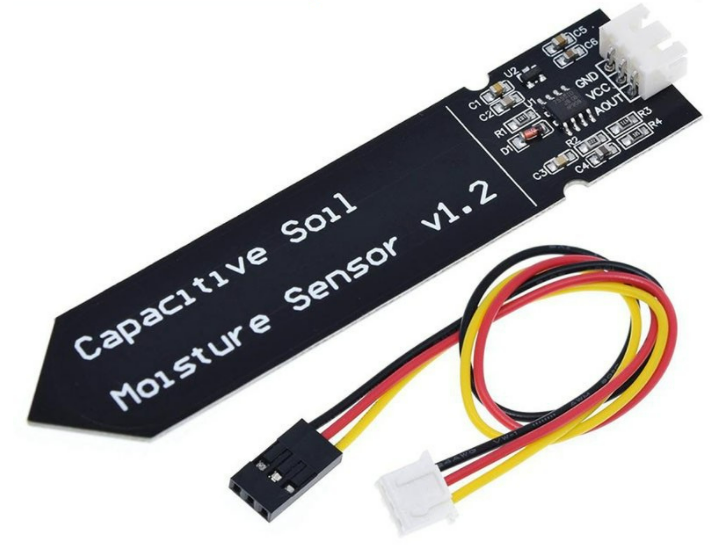 Capacitive Soil
Moisture Sensor v1.2
C5
C6
U2
GND
VCC
AOUT
C1
C2
U1
R1
D1
R2
R3
R4
C3
C4